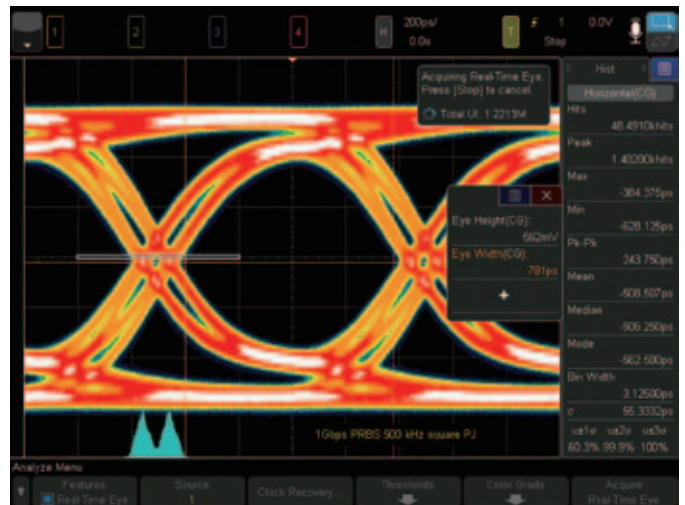 1 2 3 4 H 200ps/ 0.0s T 1 0.0V Stop
Acquiring Real-Time Eye.
Press [Stop] to cancel.
Total UI: 1.2213M
Hist
Horizontal(CG)
Hits
48.4910khits
Peak
1.40200khits
Max
-384.375ps
Min
-628.125ps
Pk-Pk
243.750ps
Mean
-508.607ps
Median
-506.250ps
Mode
-562.500ps
Bin Width
3.12500ps
σ
55.3332ps
u±1σ u±2σ u±3σ
60.3% 99.9% 100%
Eye Height(CG):
562mV
Eye Width(CG):
781ps
1Gbps PRBS 500 kHz square PJ
Analyze Menu
Features Source Clock Recovery... Thresholds Color Grade Acquire
Real-Time Eye 1 Real-Time Eye